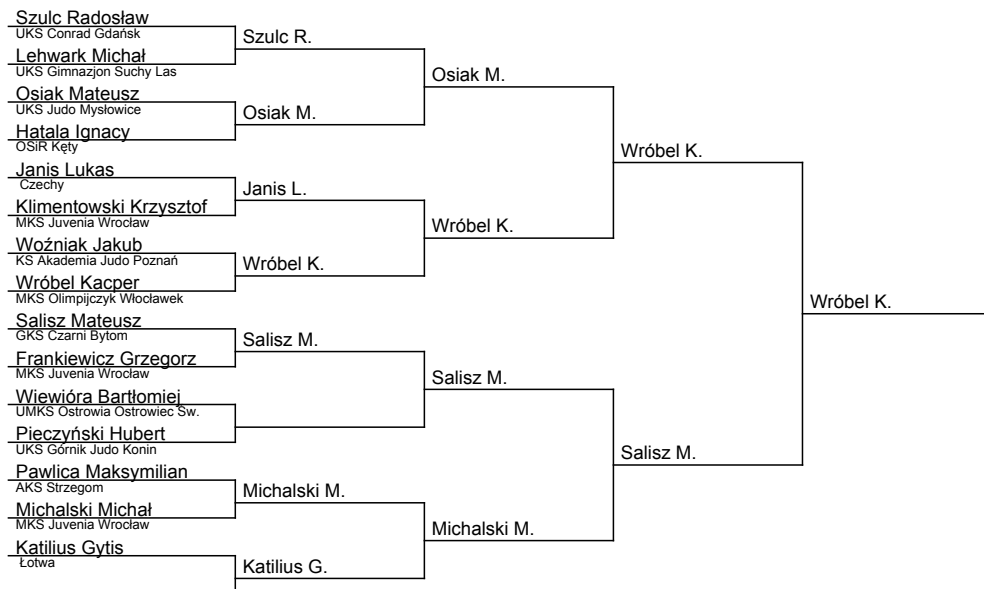 Szulc Radosław
UKS Conrad Gdańsk
Lehwark Michał
UKS Gimnazjon Suchy Las
Osiak Mateusz
UKS Judo Mysłowice
Hatala Ignacy
OSiR Kęty
Janis Lukas
Czechy
Klimentowski Krzysztof
MKS Juvenia Wrocław
Woźniak Jakub
KS Akademia Judo Poznań
Wróbel Kacper
MKS Olimpijczyk Włocławek
Salisz Mateusz
GKS Czarni Bytom
Frankiewicz Grzegorz
MKS Juvenia Wrocław
Wiewióra Bartłomiej
UMKS Ostrowia Ostrowiec Św.
Pieczyński Hubert
UKS Górnik Judo Konin
Pawlica Maksymilian
AKS Strzegom
Michalski Michał
MKS Juvenia Wrocław
Katilius Gytis
Łotwa
Szulc R.
Osiak M.
Janis L.
Wróbel K.
Salisz M.
Michalski M.
Katilius G.
Osiak M.
Wróbel K.
Salisz M.
Michalski M.
Wróbel K.
Salisz M.
Wróbel K.